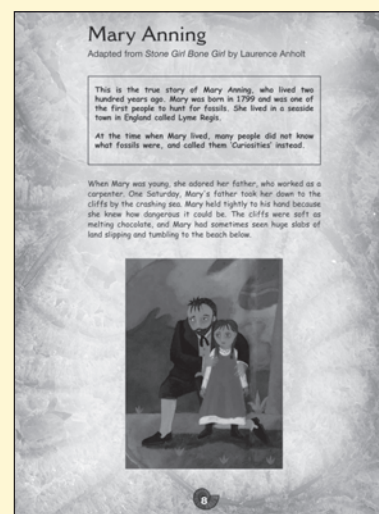 Mary Anning
Adapted from Stone Girl Bone Girl by Laurence Anholt
This is the true story of Mary Anning, who lived two
hundred years ago. Mary was born in 1799 and was one of
the first people to hunt for fossils. She lived in a seaside
town in England called Lyme Regis.
At the time when Mary lived, many people did not know
what fossils were, and called them 'Curiosities' instead.
When Mary was young, she adored her father, who worked as a
carpenter. One Saturday, Mary's father took her down to the
cliffs by the crashing sea. Mary held tightly to his hand because
she knew how dangerous it could be. The cliffs were soft as
melting chocolate, and Mary had sometimes seen huge slabs of
land slipping and tumbling to the beach below.
8